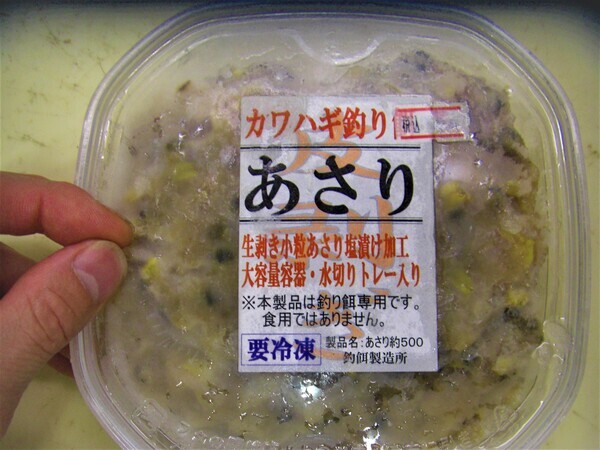 カワハギ釣り
税込
あさり
生剥き小粒あさり塩漬け加工
大容量容器・水切りトレー入り
※本製品は釣り餌専用です。
食用ではありません。
要冷凍
製品名:あさり約500
釣餌製造所